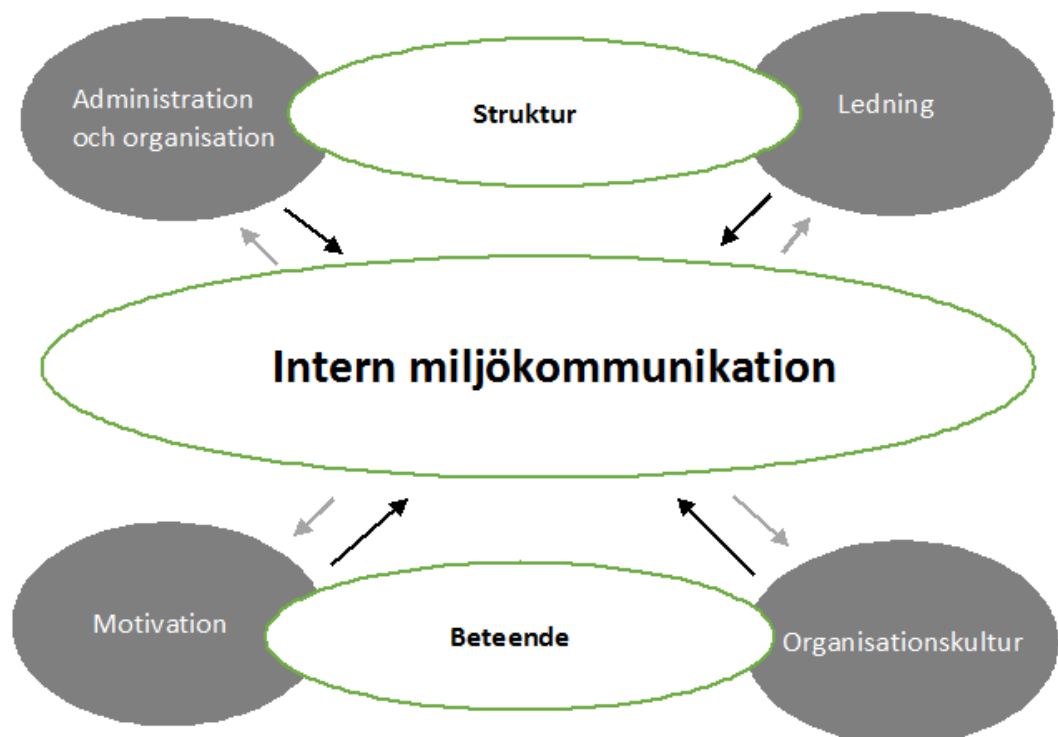 Administration
och organisation
Struktur
Ledning
Intern miljökommunikation
Motivation
Beteende
Organisationskultur